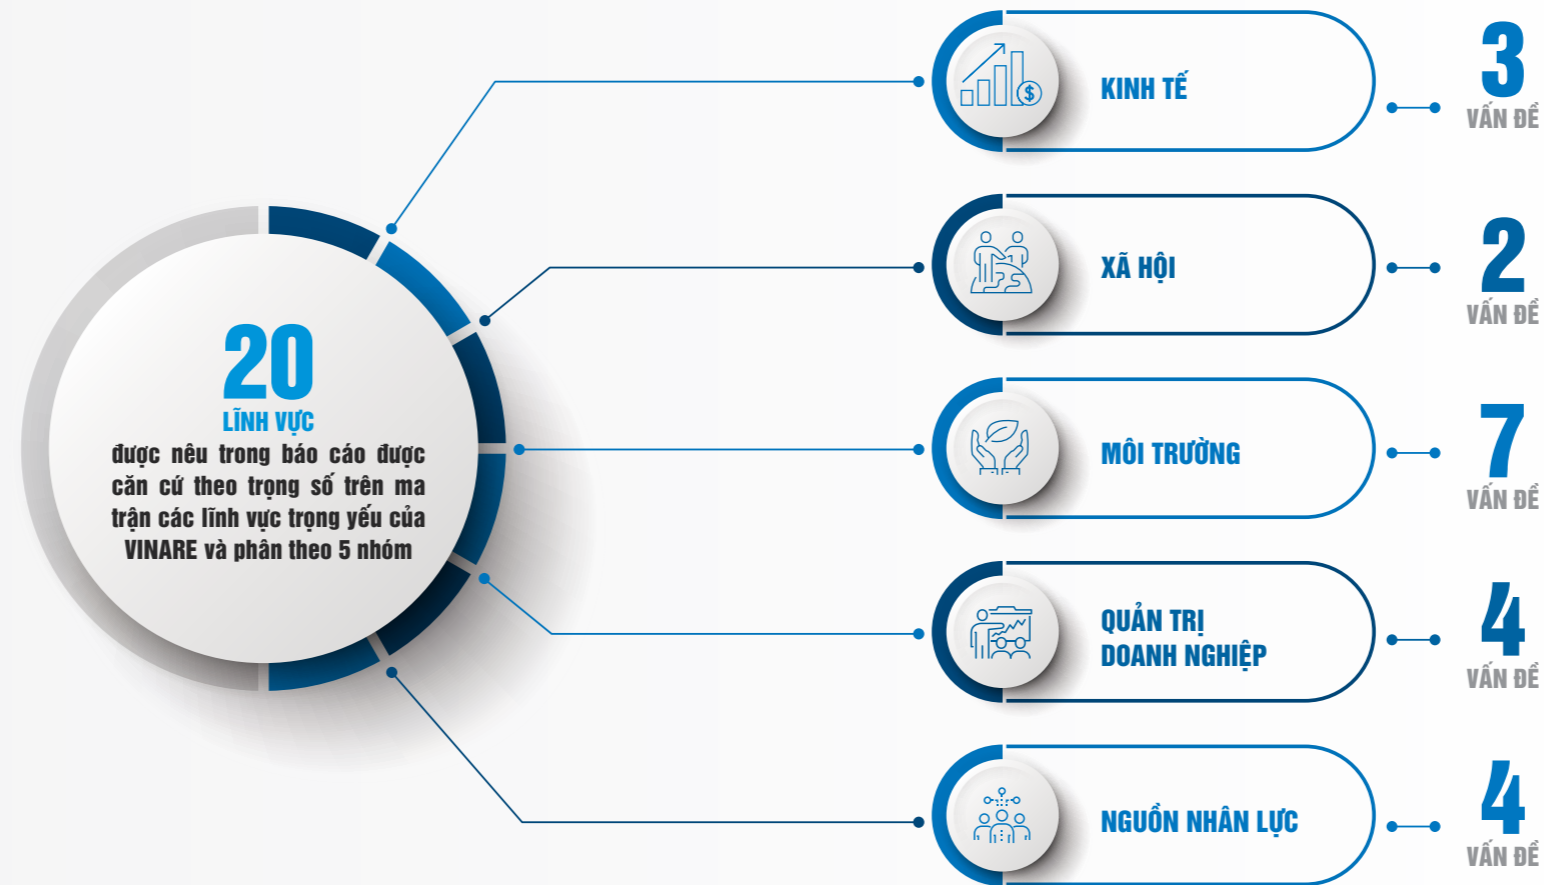 20
LĨNH VỰC
được nêu trong báo cáo được
căn cứ theo trọng số trên ma
trận các lĩnh vực trọng yếu của
VINARE và phân theo 5 nhóm
KINH TẾ
3
VẤN ĐỀ
XÃ HỘI
2
VẤN ĐỀ
MÔI TRƯỜNG
7
VẤN ĐỀ
QUẢN TRỊ
DOANH NGHIỆP
4
VẤN ĐỀ
NGUỒN NHÂN LỰC
4
VẤN ĐỀ